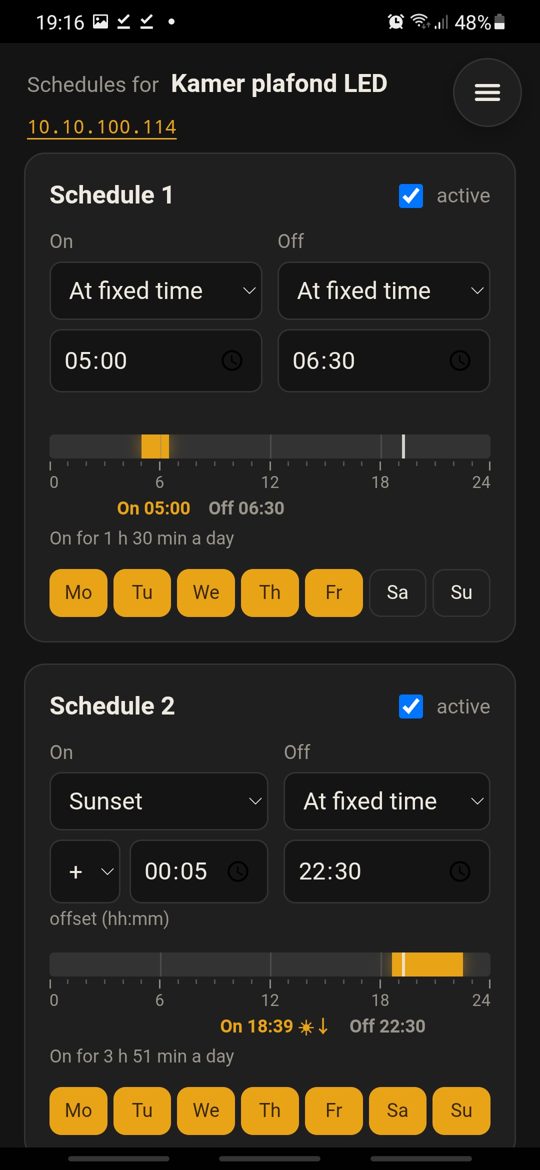 19:16 48%
Schedules for Kamer plafond LED
10.10.100.114
Schedule 1 active
On Off
At fixed time At fixed time
05:00 06:30
0 6 12 18 24
On 05:00 Off 06:30
On for 1 h 30 min a day
Mo Tu We Th Fr Sa Su
Schedule 2 active
On Off
Sunset At fixed time
+ 00:05 22:30
offset (hh:mm)
0 6 12 18 24
On 18:39 ☀↓ Off 22:30
On for 3 h 51 min a day
Mo Tu We Th Fr Sa Su